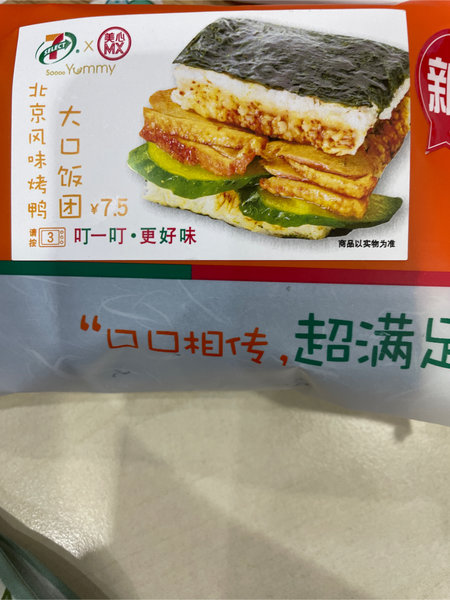 7
SELECT
×
美心
MX
Soooo Yummy
北京风味烤鸭
大口饭团
¥7.5
请按 3
叮一叮·更好味
商品以实物为准
新
“口口相传,超满足